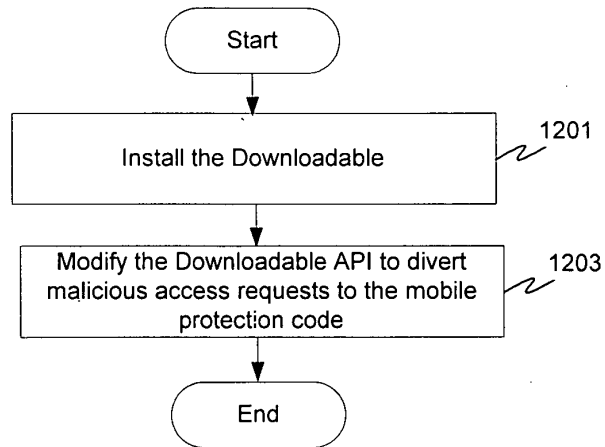 Start
Install the Downloadable
1201
Modify the Downloadable API to divert
malicious access requests to the mobile
protection code
1203
End